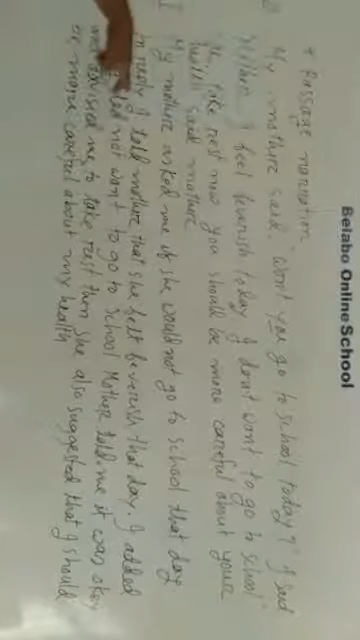 Belabo Online School
+ Passage narration
Q My mother said. "Won't you go to school today?" I said
Mother I feel feverish today I don't want to go to school"
take rest now you should be more careful about your
health said mother
My mother asked me if she would not go to school that day
In reply I told mother that she felt feverish that day. I added
not want to go to school Mother told me it was okey
and advised me to take rest then She also suggested that I should
be more careful about my health